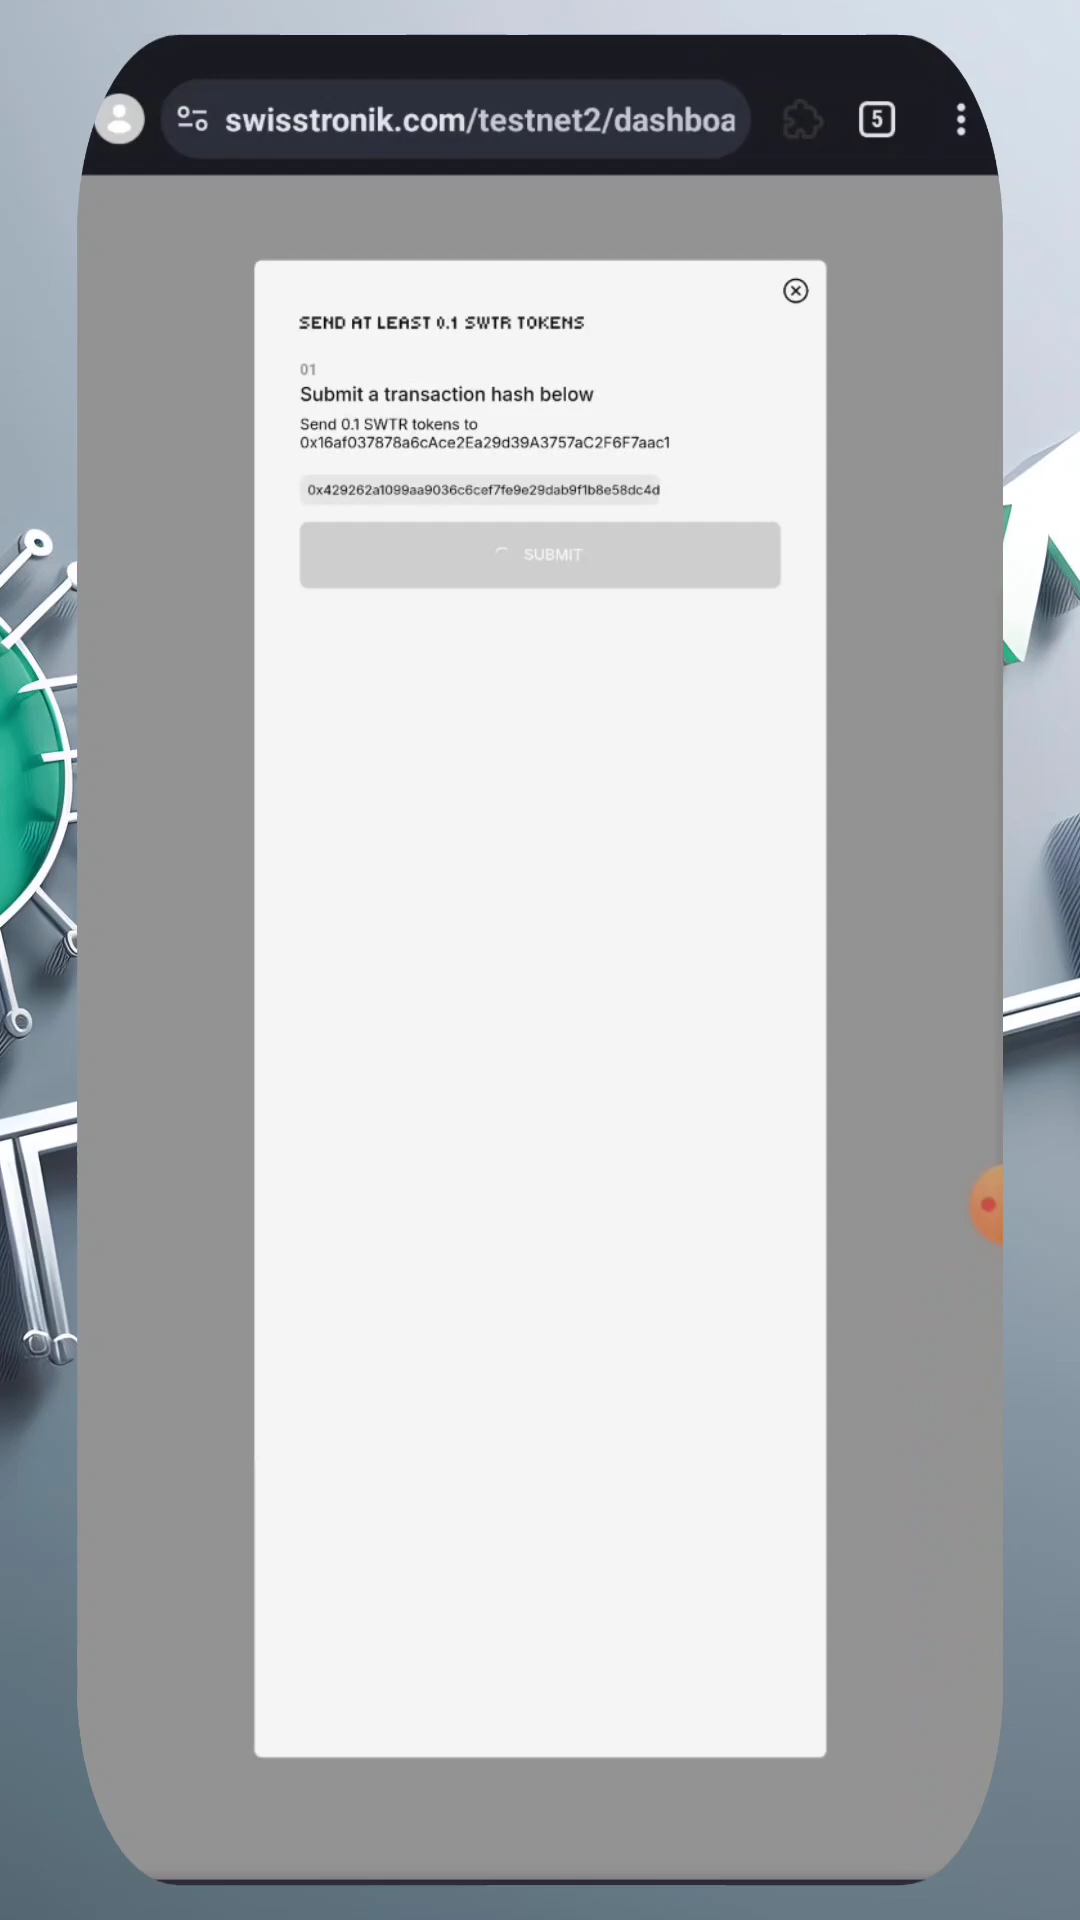 swisstronik.com/testnet2/dashboa
5
SEND AT LEAST 0.1 SWTR TOKENS
01
Submit a transaction hash below
Send 0.1 SWTR tokens to
0x16af037878a6cAce2Ea29d39A3757aC2F6F7aac1
0x429262a1099aa9036c6cef7fe9e29dab9f1b8e58dc4d
SUBMIT